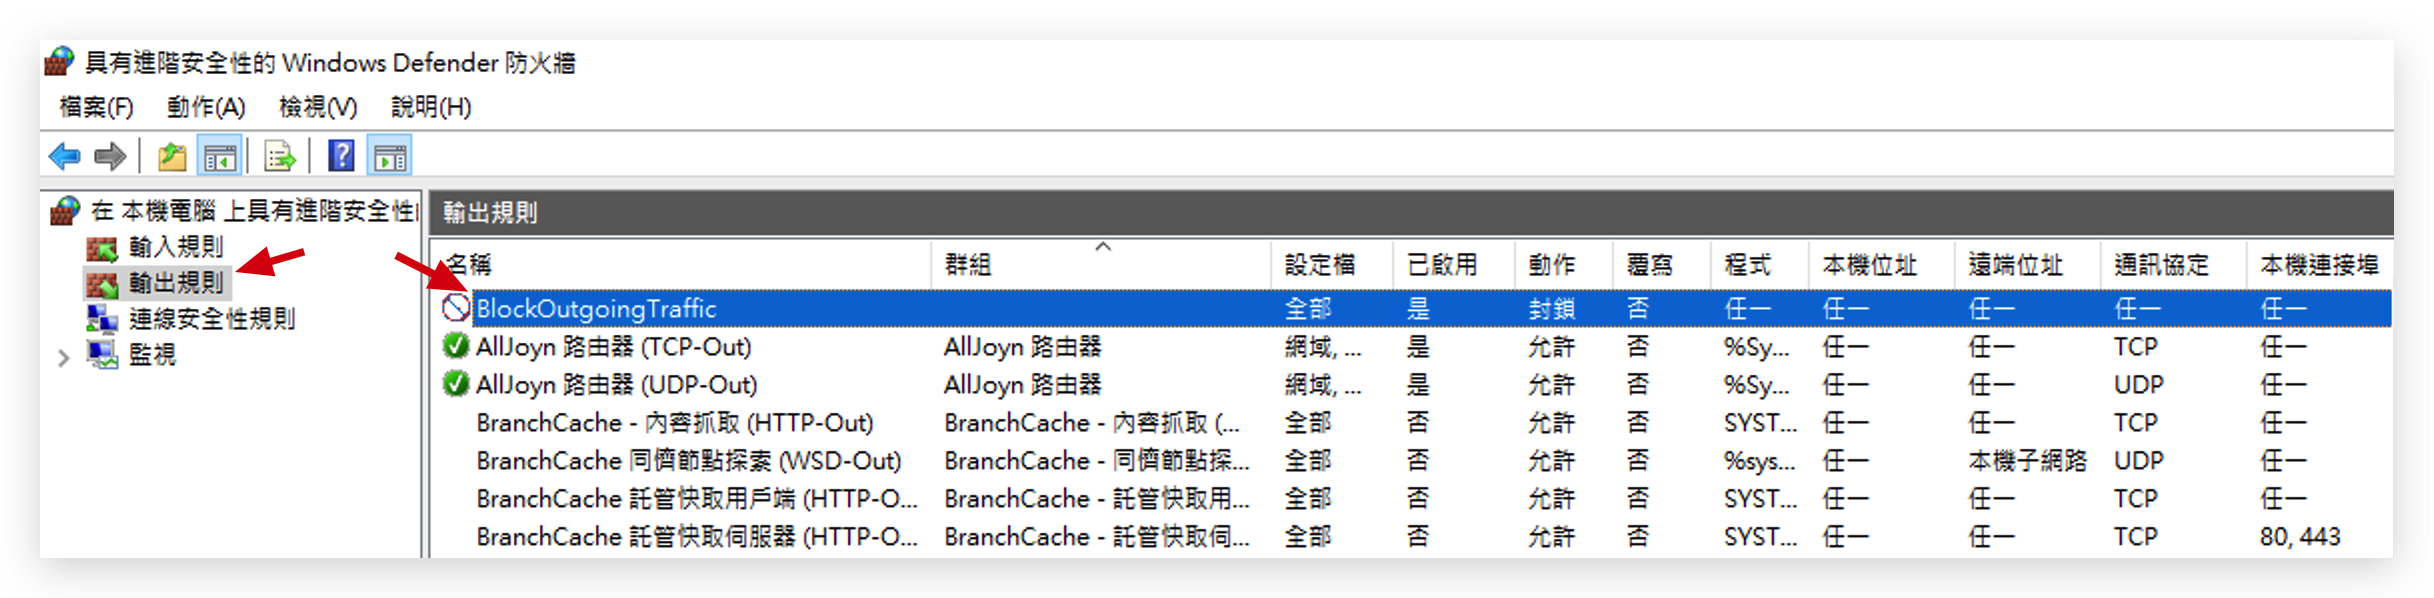 具有進階安全性的 Windows Defender 防火牆
檔案(F) 動作(A) 檢視(V) 說明(H)
在 本機電腦 上具有進階安全性
輸入規則
輸出規則
連線安全性規則
監視
輸出規則
名稱 群組 設定檔 已啟用 動作 覆寫 程式 本機位址 遠端位址 通訊協定 本機連接埠
BlockOutgoingTraffic 全部 是 封鎖 否 任一 任一 任一 任一 任一
AllJoyn 路由器 (TCP-Out) AllJoyn 路由器 網域, ... 是 允許 否 %Sy... 任一 任一 TCP 任一
AllJoyn 路由器 (UDP-Out) AllJoyn 路由器 網域, ... 是 允許 否 %Sy... 任一 任一 UDP 任一
BranchCache - 內容抓取 (HTTP-Out) BranchCache - 內容抓取 (... 全部 否 允許 否 SYST... 任一 任一 TCP 任一
BranchCache 同儕節點探索 (WSD-Out) BranchCache - 同儕節點探... 全部 否 允許 否 %sys... 任一 本機子網路 UDP 任一
BranchCache 託管快取用戶端 (HTTP-O... BranchCache - 託管快取用... 全部 否 允許 否 SYST... 任一 任一 TCP 任一
BranchCache 託管快取伺服器 (HTTP-O... BranchCache - 託管快取伺... 全部 否 允許 否 SYST... 任一 任一 TCP 80, 443